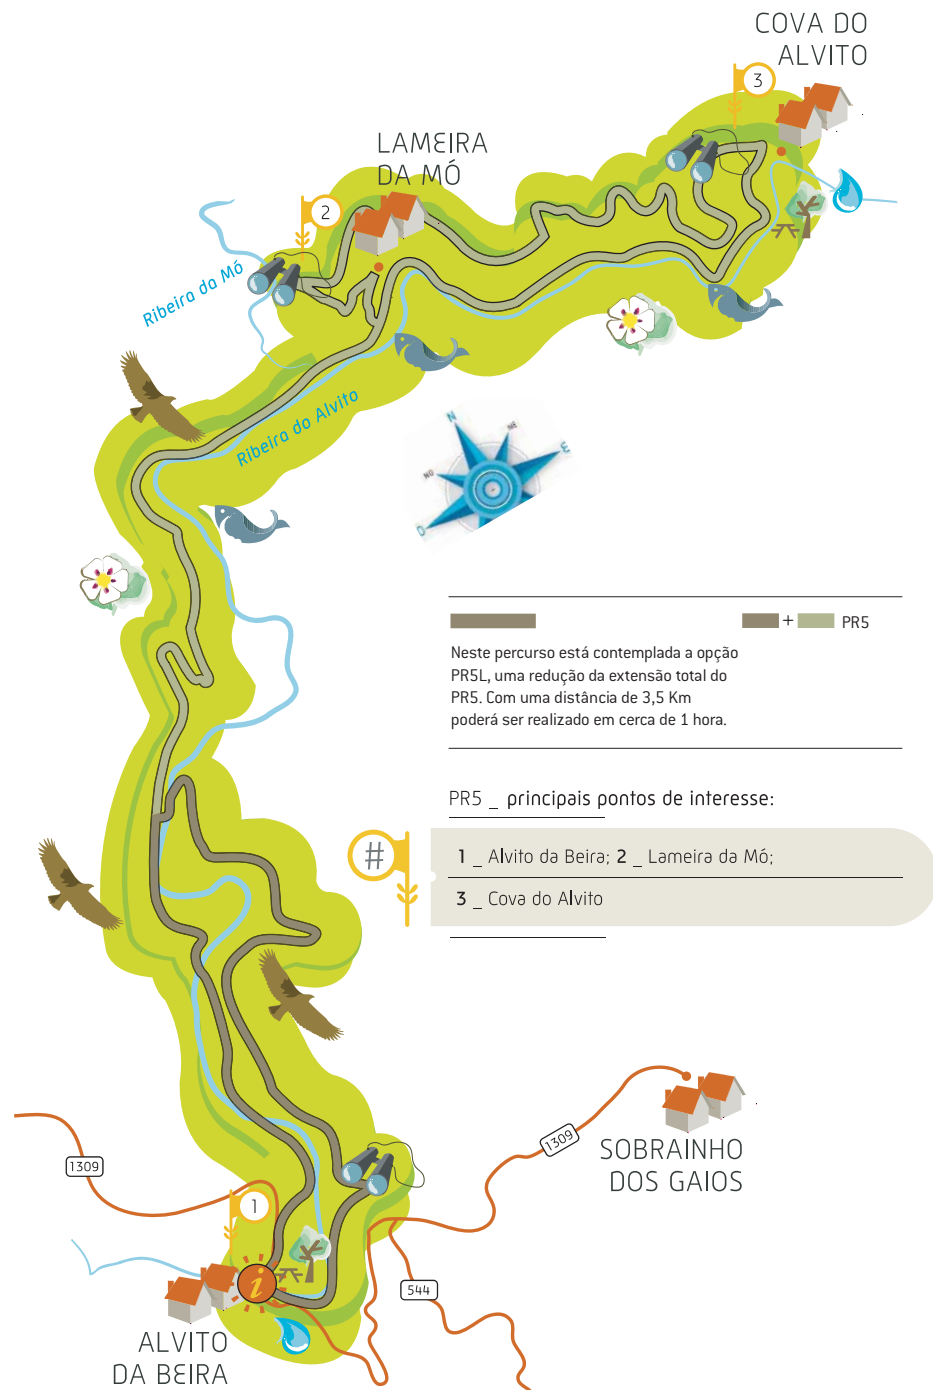 COVA DO
ALVITO
3
LAMEIRA
DA MÓ
2
Ribeira da Mó
Ribeira do Alvito
N
NE
E
NO
O
+ PR5
Neste percurso está contemplada a opção
PR5L, uma redução da extensão total do
PR5. Com uma distância de 3,5 Km
poderá ser realizado em cerca de 1 hora.
PR5 _ principais pontos de interesse:
#
1 _ Alvito da Beira; 2 _ Lameira da Mó;
3 _ Cova do Alvito
1309
SOBRAINHO
DOS GAIOS
1309
1
i
544
ALVITO
DA BEIRA